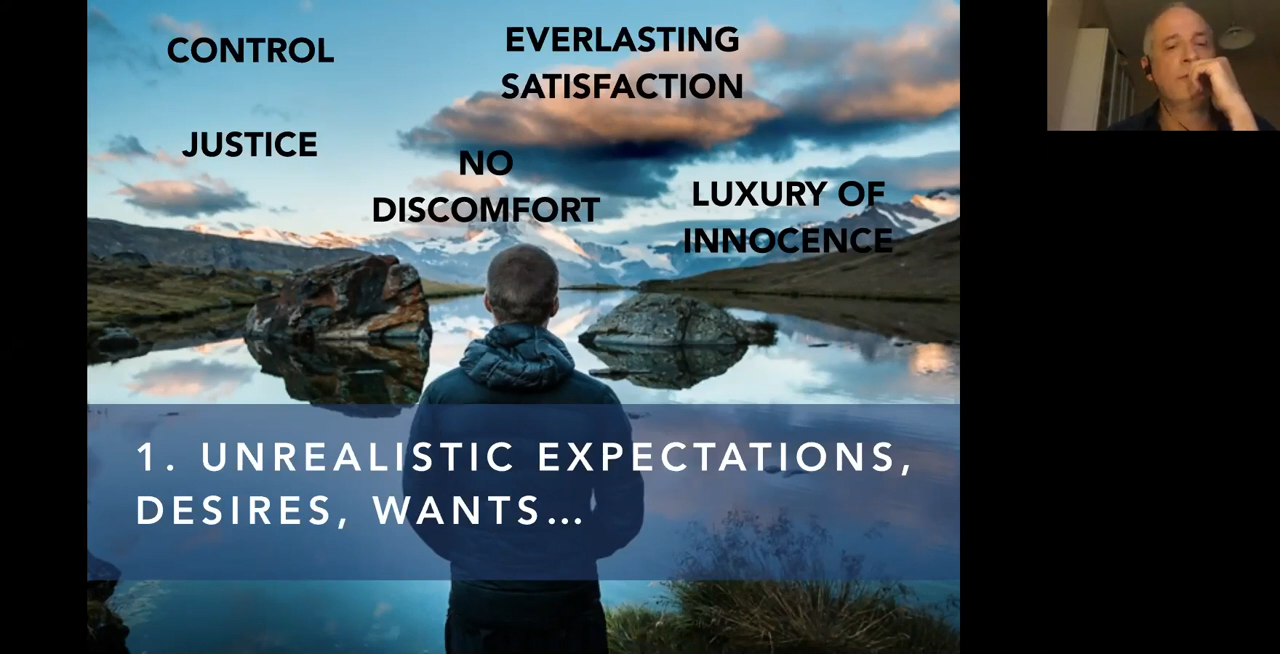 CONTROL
EVERLASTING
SATISFACTION
JUSTICE
NO
DISCOMFORT
LUXURY OF
INNOCENCE
1. UNREALISTIC EXPECTATIONS,
DESIRES, WANTS...